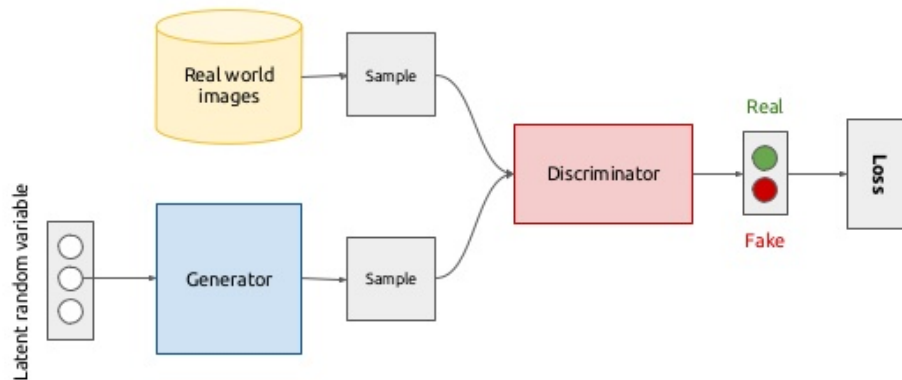 Real world
images
Sample
Real
Discriminator
Loss
Fake
Latent random variable
Generator
Sample